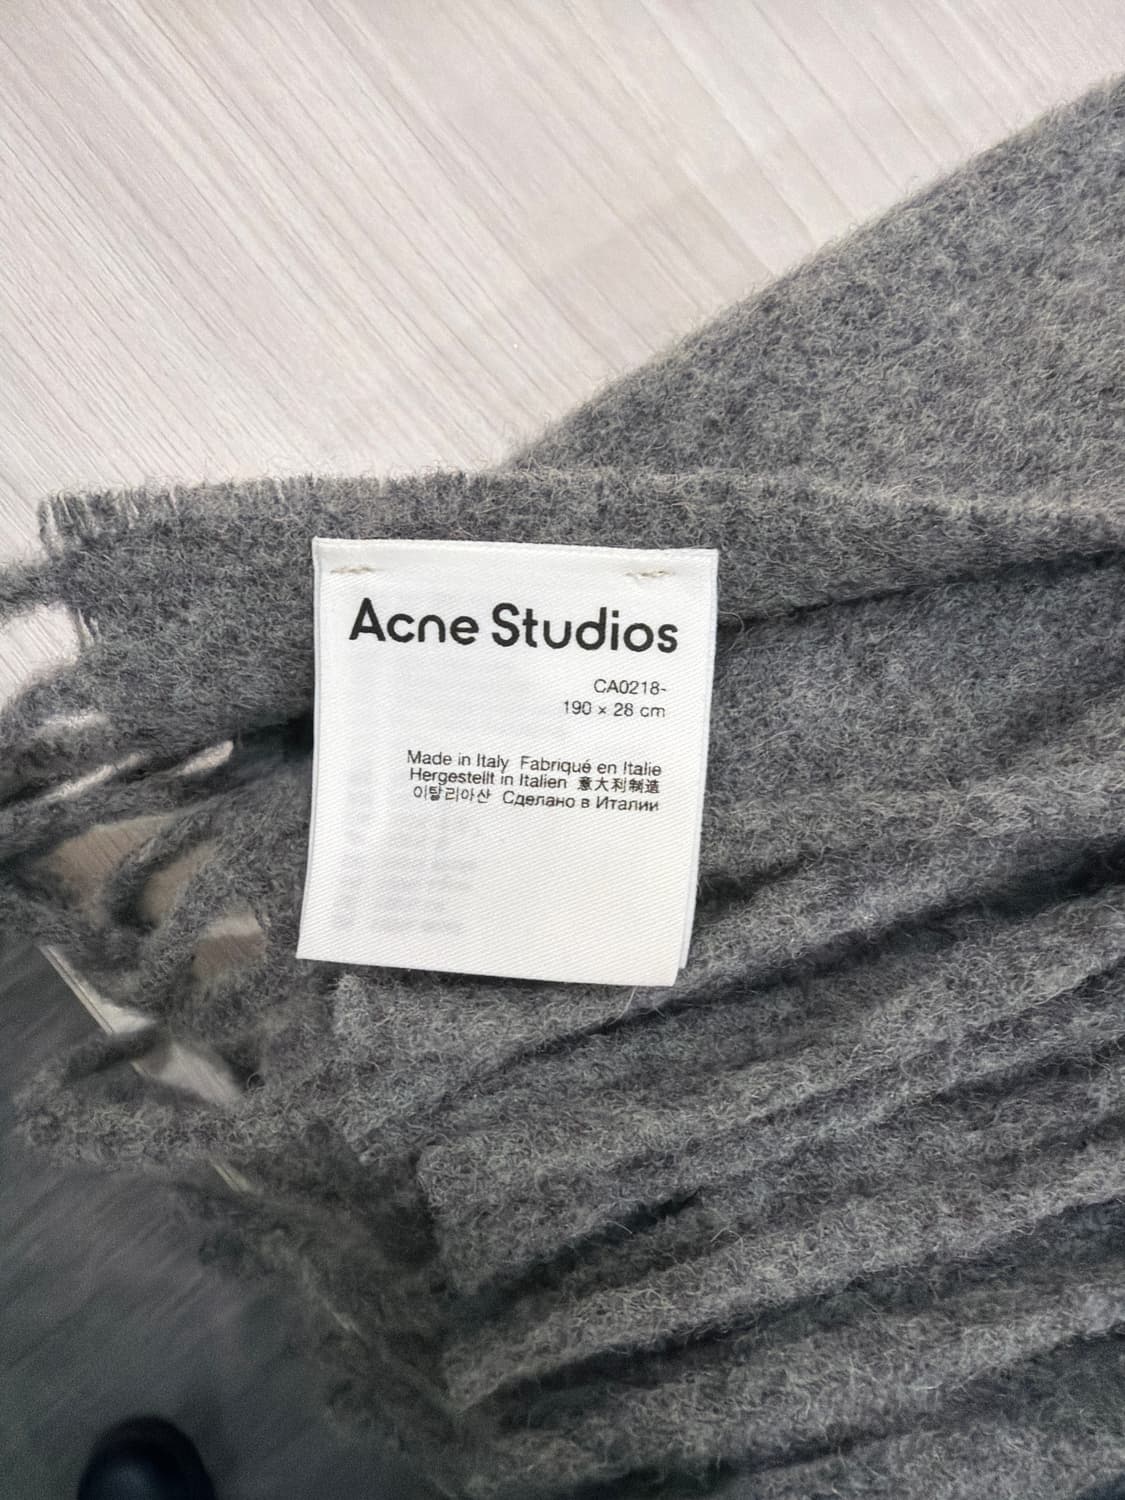 Acne Studios
CA0218-
190 × 28 cm
Made in Italy Fabriqué en Italie
Hergestellt in Italien 意大利制造
이탈리아산 Сделано в Италии